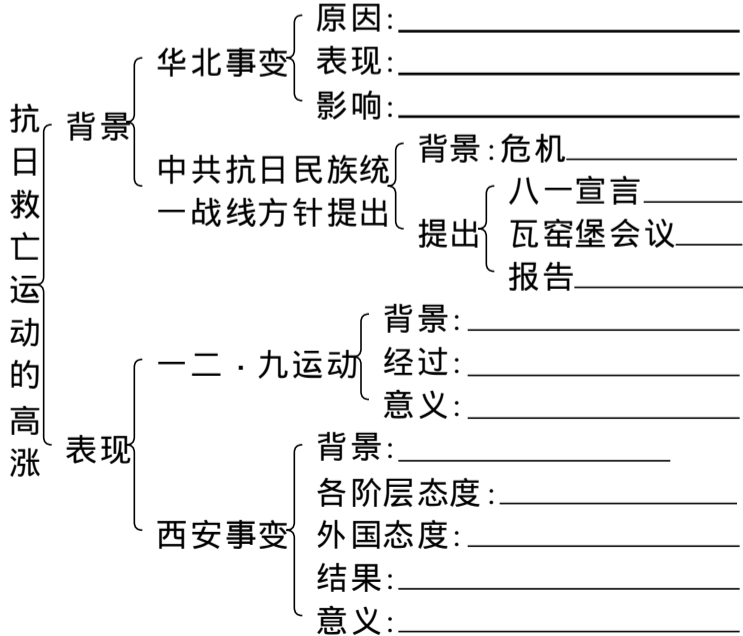 抗日救亡运动的高涨
背景
华北事变
原因:
表现:
影响:
中共抗日民族统
一战线方针提出
背景:危机
提出
八一宣言
瓦窑堡会议
报告
表现
一二·九运动
背景:
经过:
意义:
西安事变
背景:
各阶层态度:
外国态度:
结果:
意义: